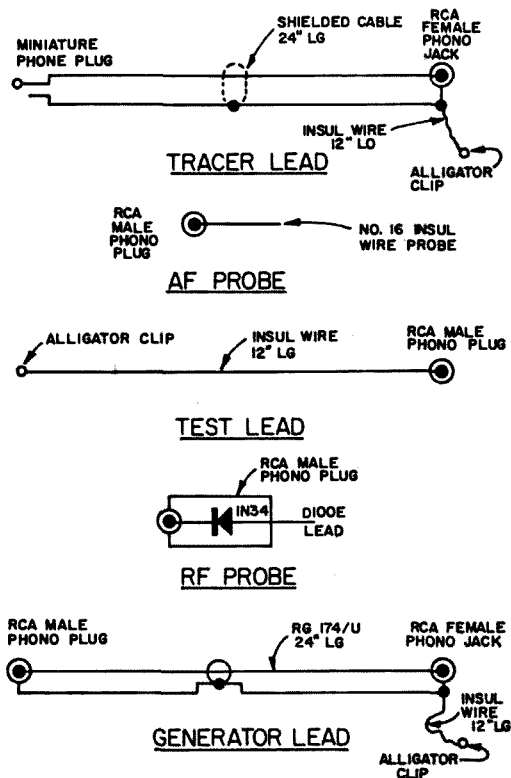 SHIELDED CABLE
24" LG
RCA
FEMALE
PHONO
JACK
MINIATURE
PHONE PLUG
INSUL WIRE
12" LO
ALLIGATOR
CLIP
TRACER LEAD
RCA
MALE
PHONO
PLUG
NO. 16 INSUL
WIRE PROBE
AF PROBE
ALLIGATOR CLIP
INSUL WIRE
12" LG
RCA MALE
PHONO PLUG
TEST LEAD
RCA MALE
PHONO PLUG
IN34
DIOOE
LEAD
RF PROBE
RCA MALE
PHONO PLUG
RG 174/U
24" LG
RCA FEMALE
PHONO JACK
INSUL
WIRE
12"LG
ALLIGATOR
CLIP
GENERATOR LEAD